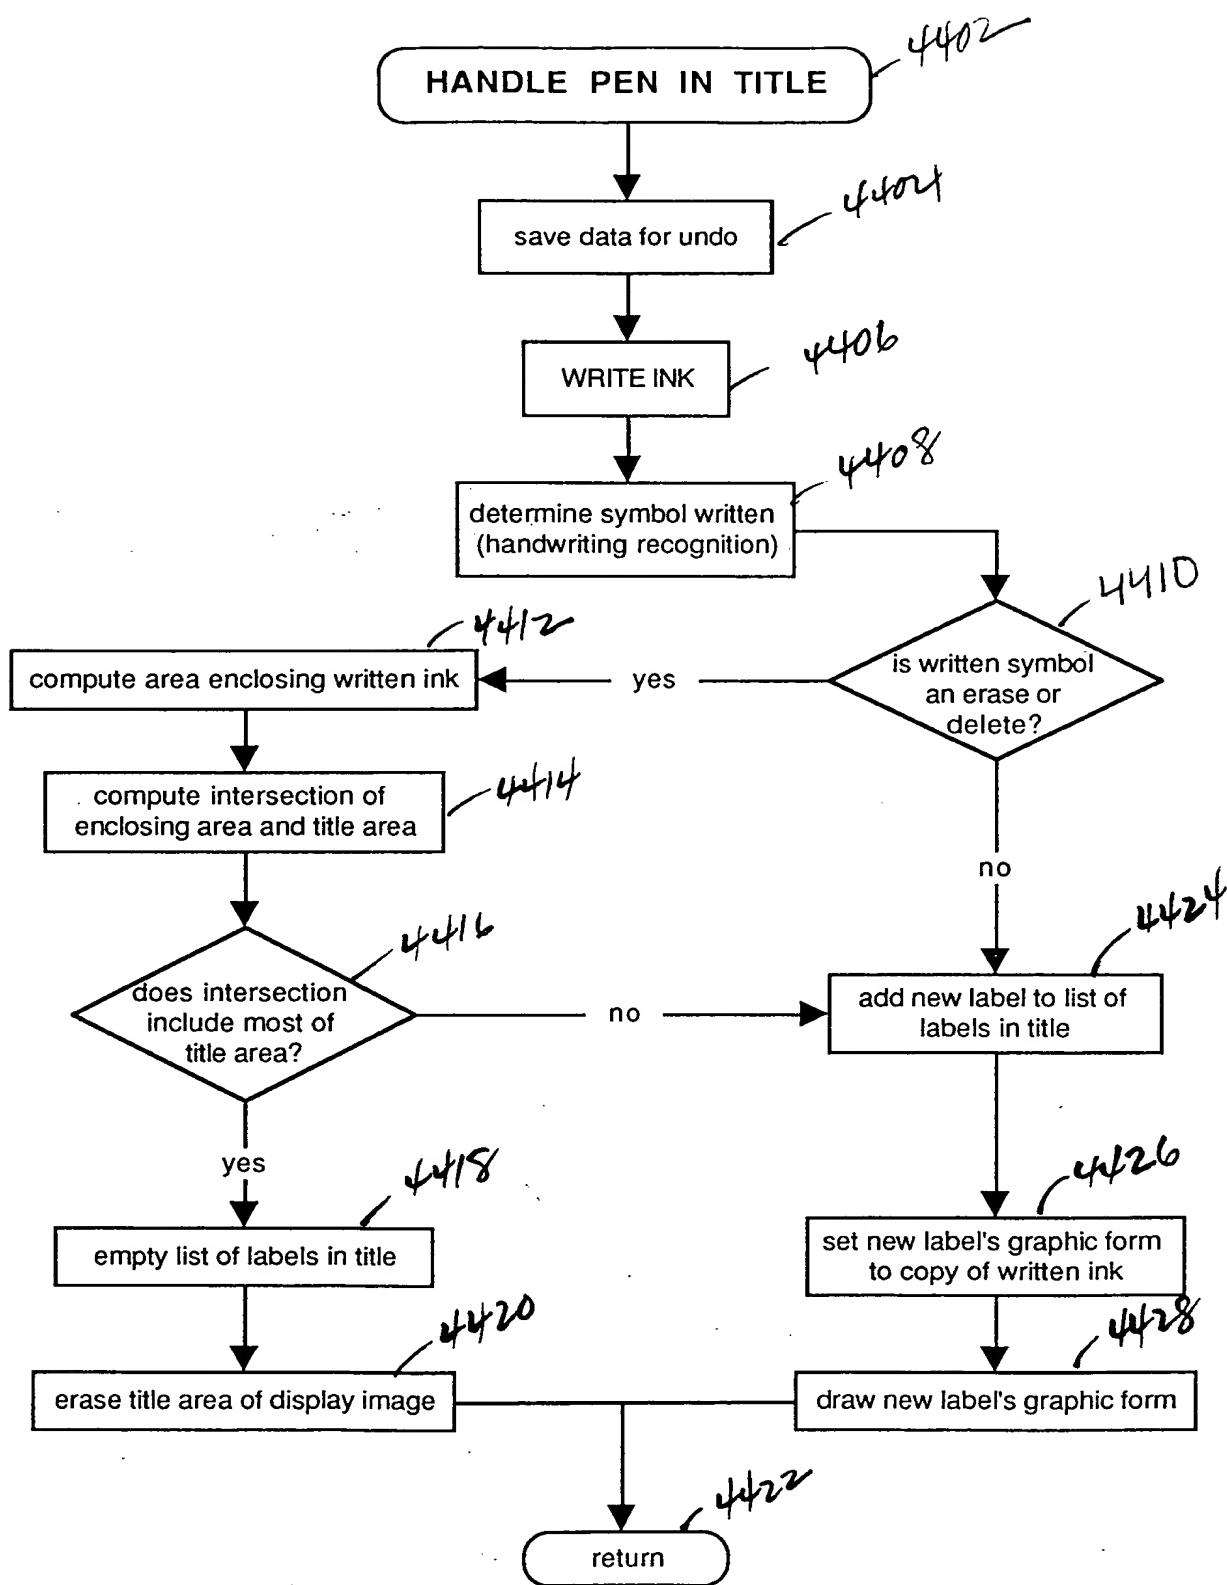 4402
HANDLE PEN IN TITLE
4404
save data for undo
4406
WRITE INK
4408
determine symbol written
(handwriting recognition)
4410
is written symbol
an erase or
delete?
yes
4412
compute area enclosing written ink
4414
compute intersection of
enclosing area and title area
no
4416
does intersection
include most of
title area?
no
4424
add new label to list of
labels in title
yes
4418
empty list of labels in title
4426
set new label's graphic form
to copy of written ink
4420
erase title area of display image
4428
draw new label's graphic form
4422
return